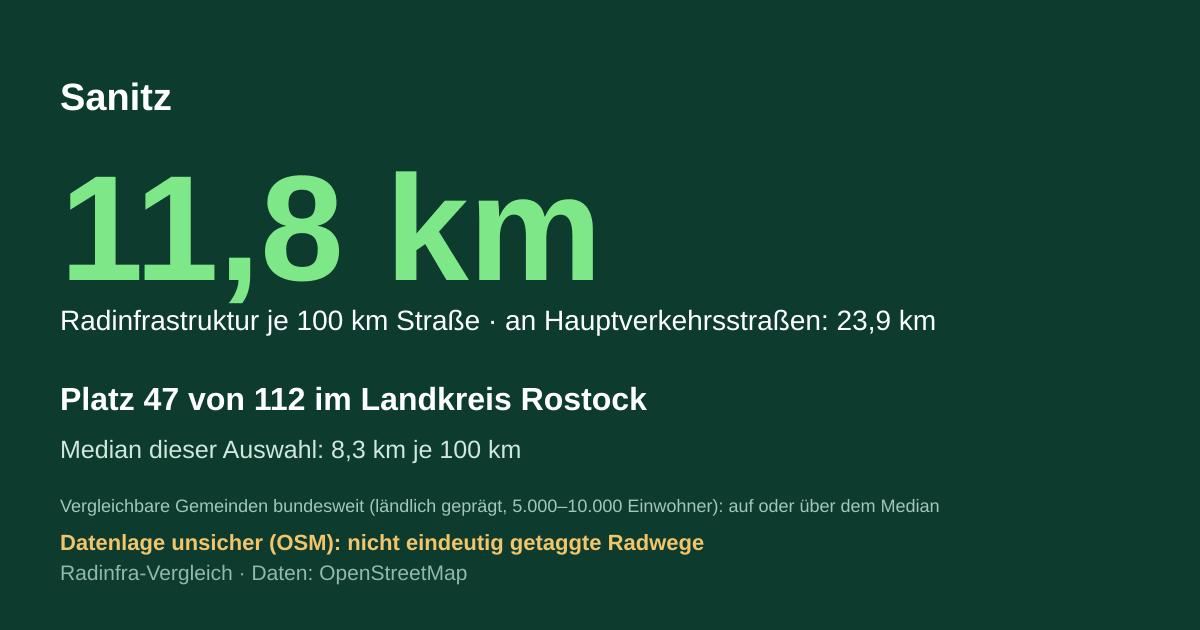 Sanitz
11,8 km
Radinfrastruktur je 100 km Straße · an Hauptverkehrsstraßen: 23,9 km
Platz 47 von 112 im Landkreis Rostock
Median dieser Auswahl: 8,3 km je 100 km
Vergleichbare Gemeinden bundesweit (ländlich geprägt, 5.000–10.000 Einwohner): auf oder über dem Median
Datenlage unsicher (OSM): nicht eindeutig getaggte Radwege
Radinfra-Vergleich · Daten: OpenStreetMap